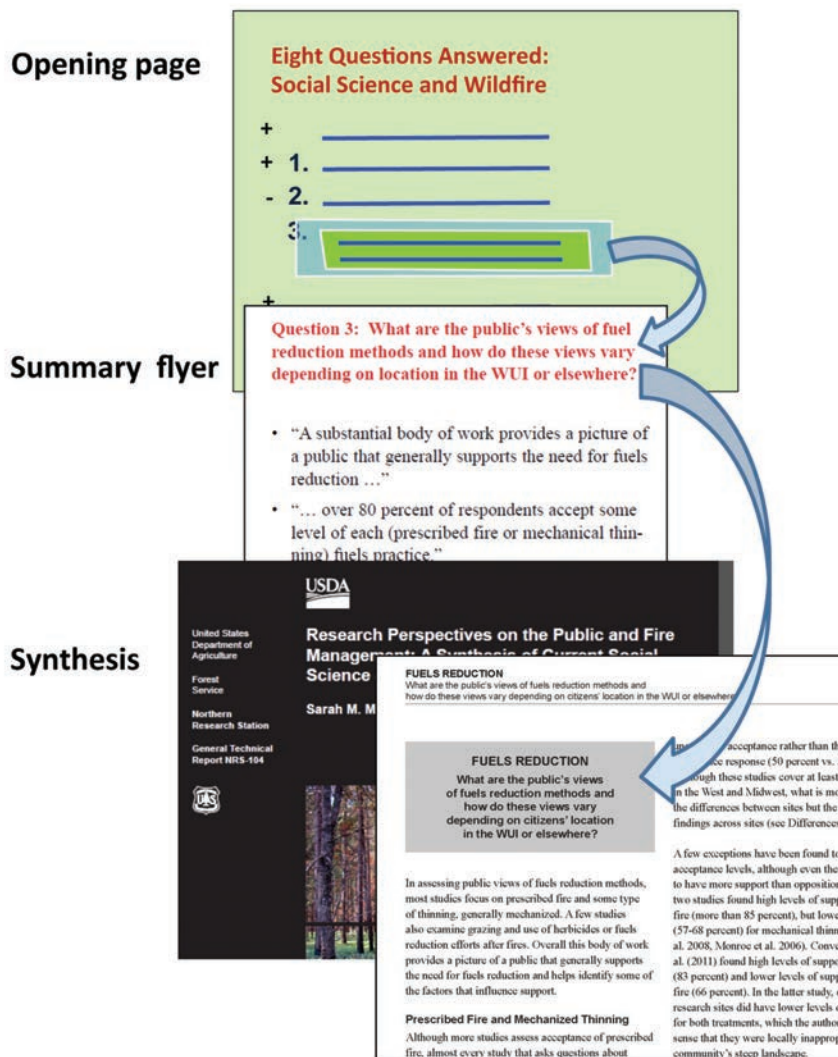 Opening page
Eight Questions Answered:
Social Science and Wildfire
+
+ 1.
- 2.
3.
+
Summary flyer
Question 3: What are the public's views of fuel
reduction methods and how do these views vary
depending on location in the WUI or elsewhere?
• "A substantial body of work provides a picture of
a public that generally supports the need for fuels
reduction …"
• "… over 80 percent of respondents accept some
level of each (prescribed fire or mechanical thin-
ning) fuels practice."
Synthesis
USDA
United States
Department of
Agriculture
Forest
Service
Northern
Research Station
General Technical
Report NRS-104
Research Perspectives on the Public and Fire
Management: A Synthesis of Current Social
Science
Sarah M. M
FUELS REDUCTION
What are the public's views of fuels reduction methods and
how do these views vary depending on citizens' location in the WUI or elsewhere
FUELS REDUCTION
What are the public's views
of fuels reduction methods and
how do these views vary
depending on citizens' location
in the WUI or elsewhere?
In assessing public views of fuels reduction methods,
most studies focus on prescribed fire and some type
of thinning, generally mechanized. A few studies
also examine grazing and use of herbicides or fuels
reduction efforts after fires. Overall this body of work
provides a picture of a public that generally supports
the need for fuels reduction and helps identify some of
the factors that influence support.
Prescribed Fire and Mechanized Thinning
Although more studies assess acceptance of prescribed
fire, almost every study that asks questions about
acceptance rather than th
response (50 percent vs.
these studies cover at least
in the West and Midwest, what is mo
the differences between sites but the
findings across sites (see Differences
A few exceptions have been found to
acceptance levels, although even the
to have more support than opposition
two studies found high levels of supp
fire (more than 85 percent), but lowe
(57-68 percent) for mechanical thinn
al. 2008, Monroe et al. 2006). Conve
al. (2011) found high levels of suppo
(83 percent) and lower levels of supp
fire (66 percent). In the latter study,
research sites did have lower levels o
for both treatments, which the author
sense that they were locally inapprop
community's steep landscape.